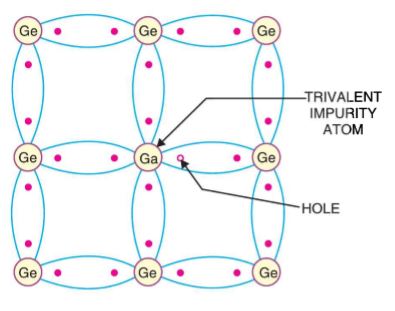 Ge Ge Ge
TRIVALENT
IMPURITY
ATOM
Ge Ga Ge
HOLE
Ge Ge Ge